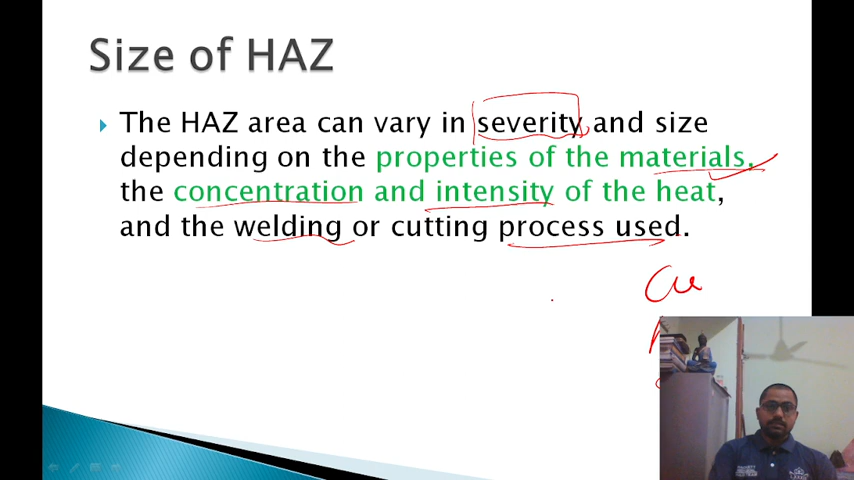 Size of HAZ
The HAZ area can vary in severity and size
depending on the properties of the materials,
the concentration and intensity of the heat,
and the welding or cutting process used.
Cu